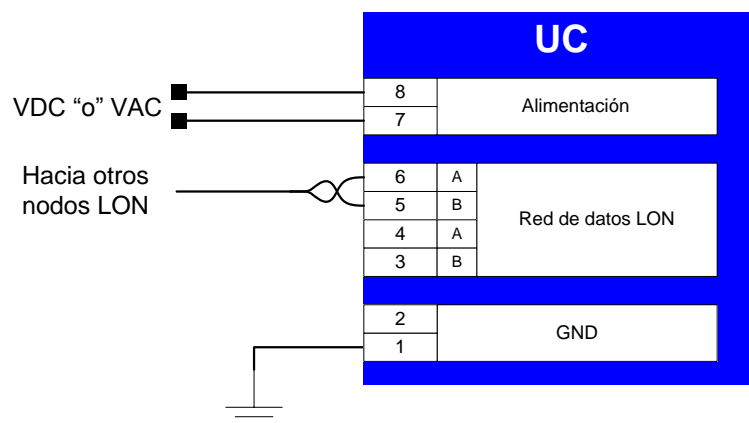 UC
VDC “o” VAC
8
Alimentación
7
Hacia otros
nodos LON
6 A
5 B
Red de datos LON
4 A
3 B
2
GND
1